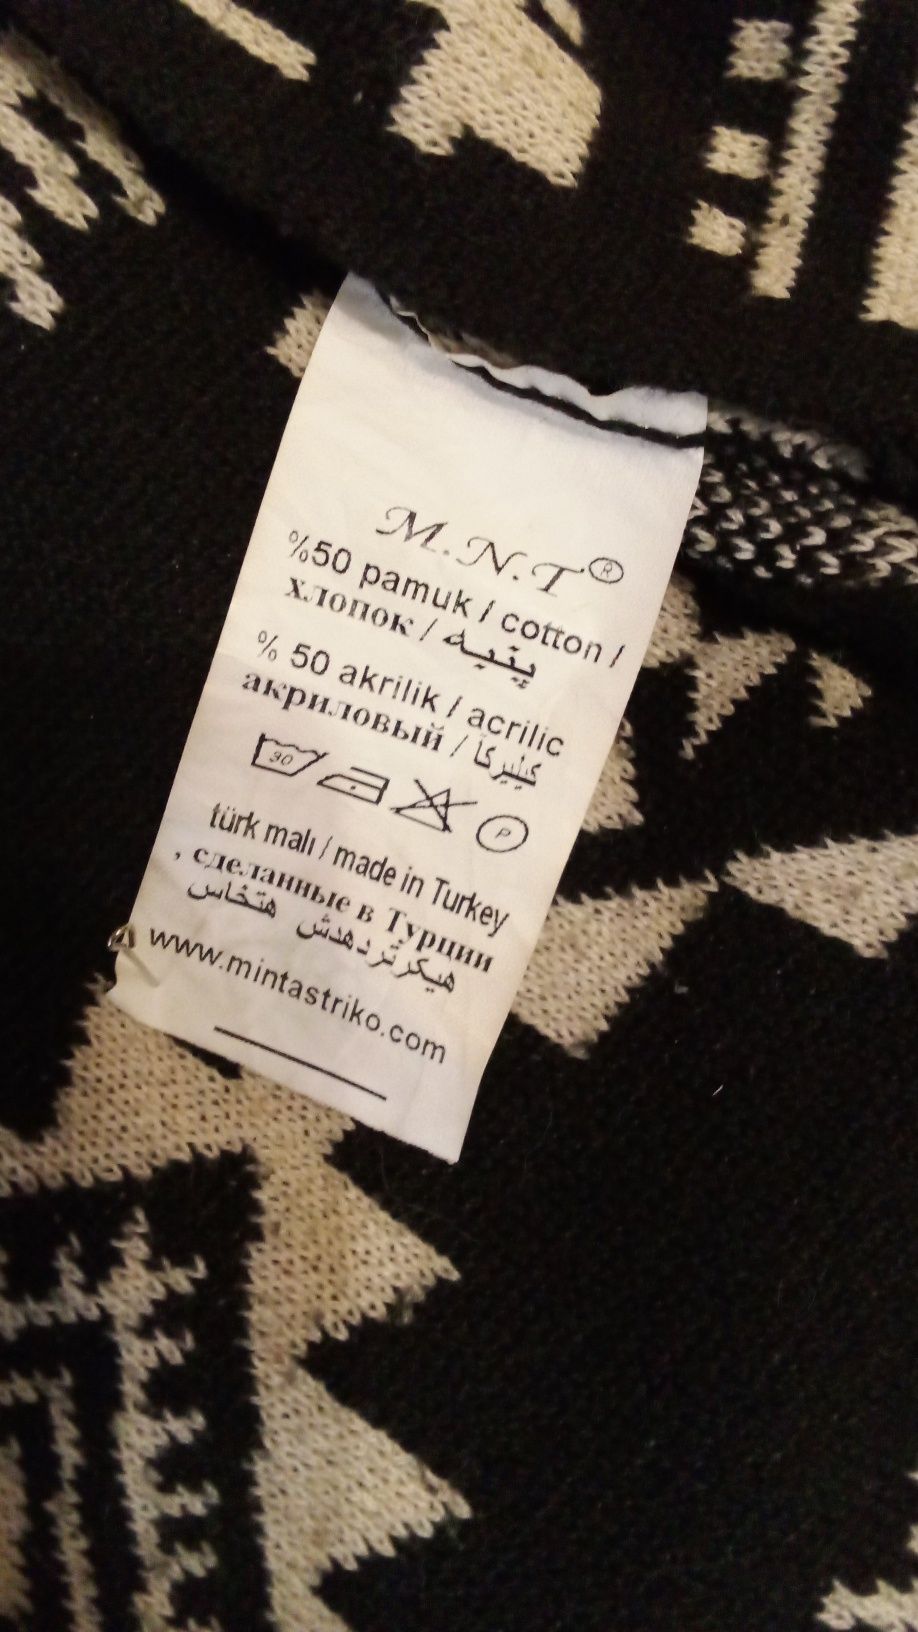 M.N.T®
%50 pamuk / cotton /
хлопок / پنبه
% 50 akrilik / acrilic
акриловый /
30
P
türk malı / made in Turkey
, сделанные в Турции
www.mintastriko.com